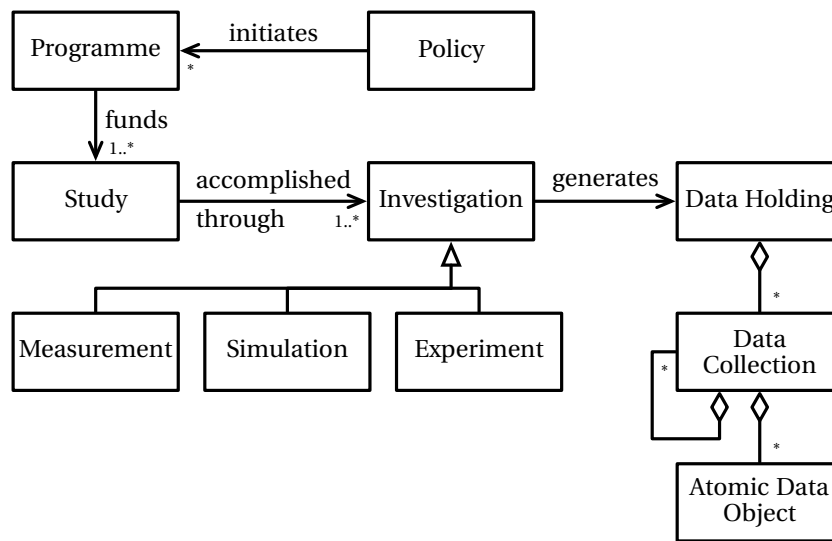 Programme
initiates
Policy
*
funds
1..*
Study
accomplished
through
1..*
Investigation
generates
Data Holding
*
Measurement
Simulation
Experiment
Data
Collection
*
*
Atomic Data
Object